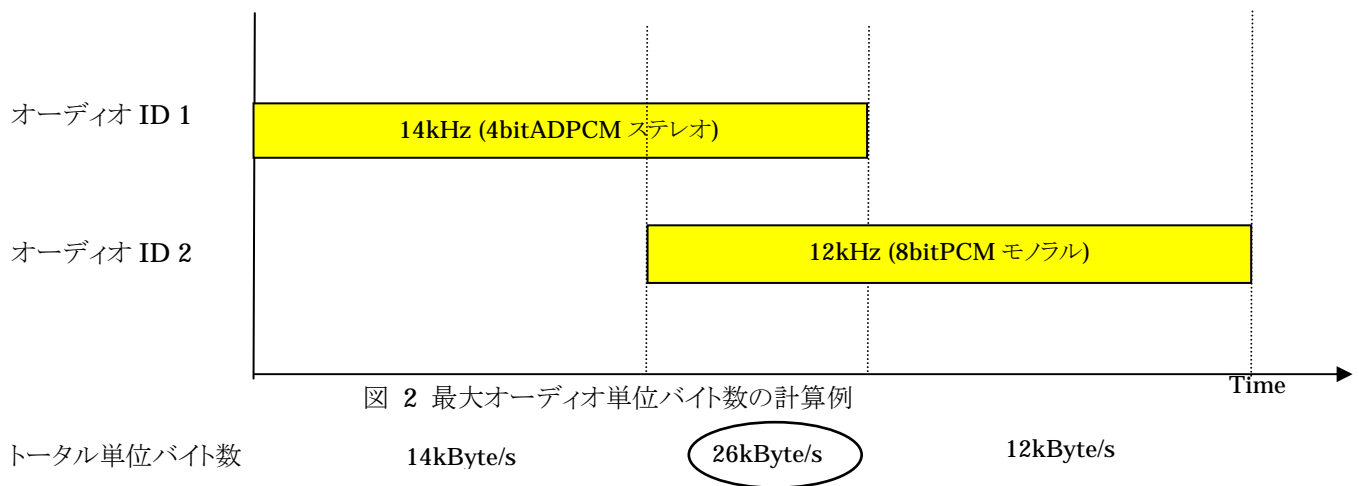 オーディオ ID 1
14kHz (4bitADPCM ステレオ)
オーディオ ID 2
12kHz (8bitPCM モノラル)
Time
図 2 最大オーディオ単位バイト数の計算例
トータル単位バイト数
14kByte/s
26kByte/s
12kByte/s